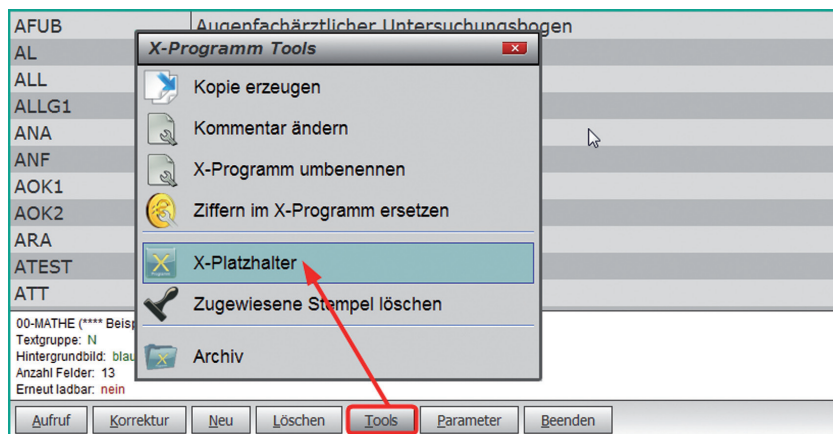 AFUB Augenfachärztlicher Untersuchungsbogen
AL
ALL
ALLG1
ANA
ANF
AOK1
AOK2
ARA
ATEST
ATT
X-Programm Tools
Kopie erzeugen
Kommentar ändern
X-Programm umbenennen
Ziffern im X-Programm ersetzen
X-Platzhalter
Zugewiesene Stempel löschen
Archiv
00-MATHE (**** Beisp
Textgruppe: N
Hintergrundbild: blau
Anzahl Felder: 13
Erneut ladbar: nein
Aufruf Korrektur Neu Löschen Tools Parameter Beenden